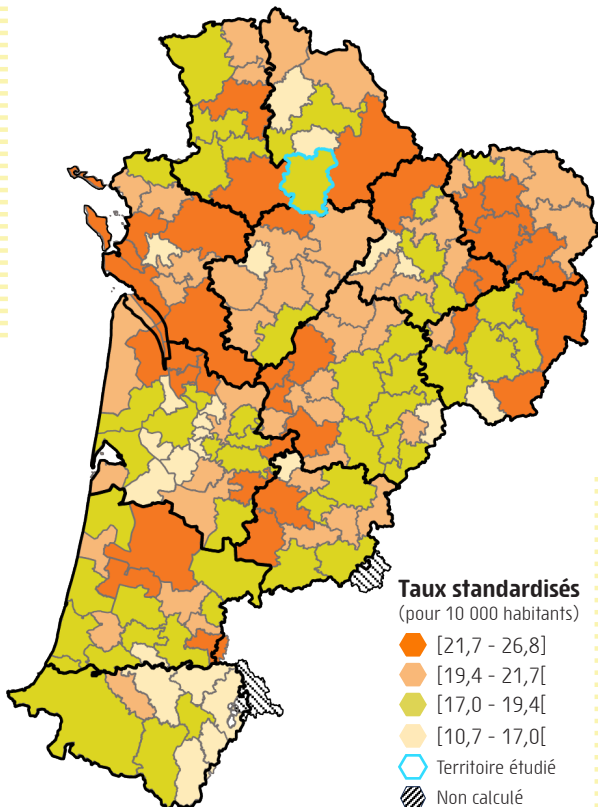 Taux standardisés
(pour 10 000 habitants)
[21,7 - 26,8]
[19,4 - 21,7[
[17,0 - 19,4[
[10,7 - 17,0[
Territoire étudié
Non calculé